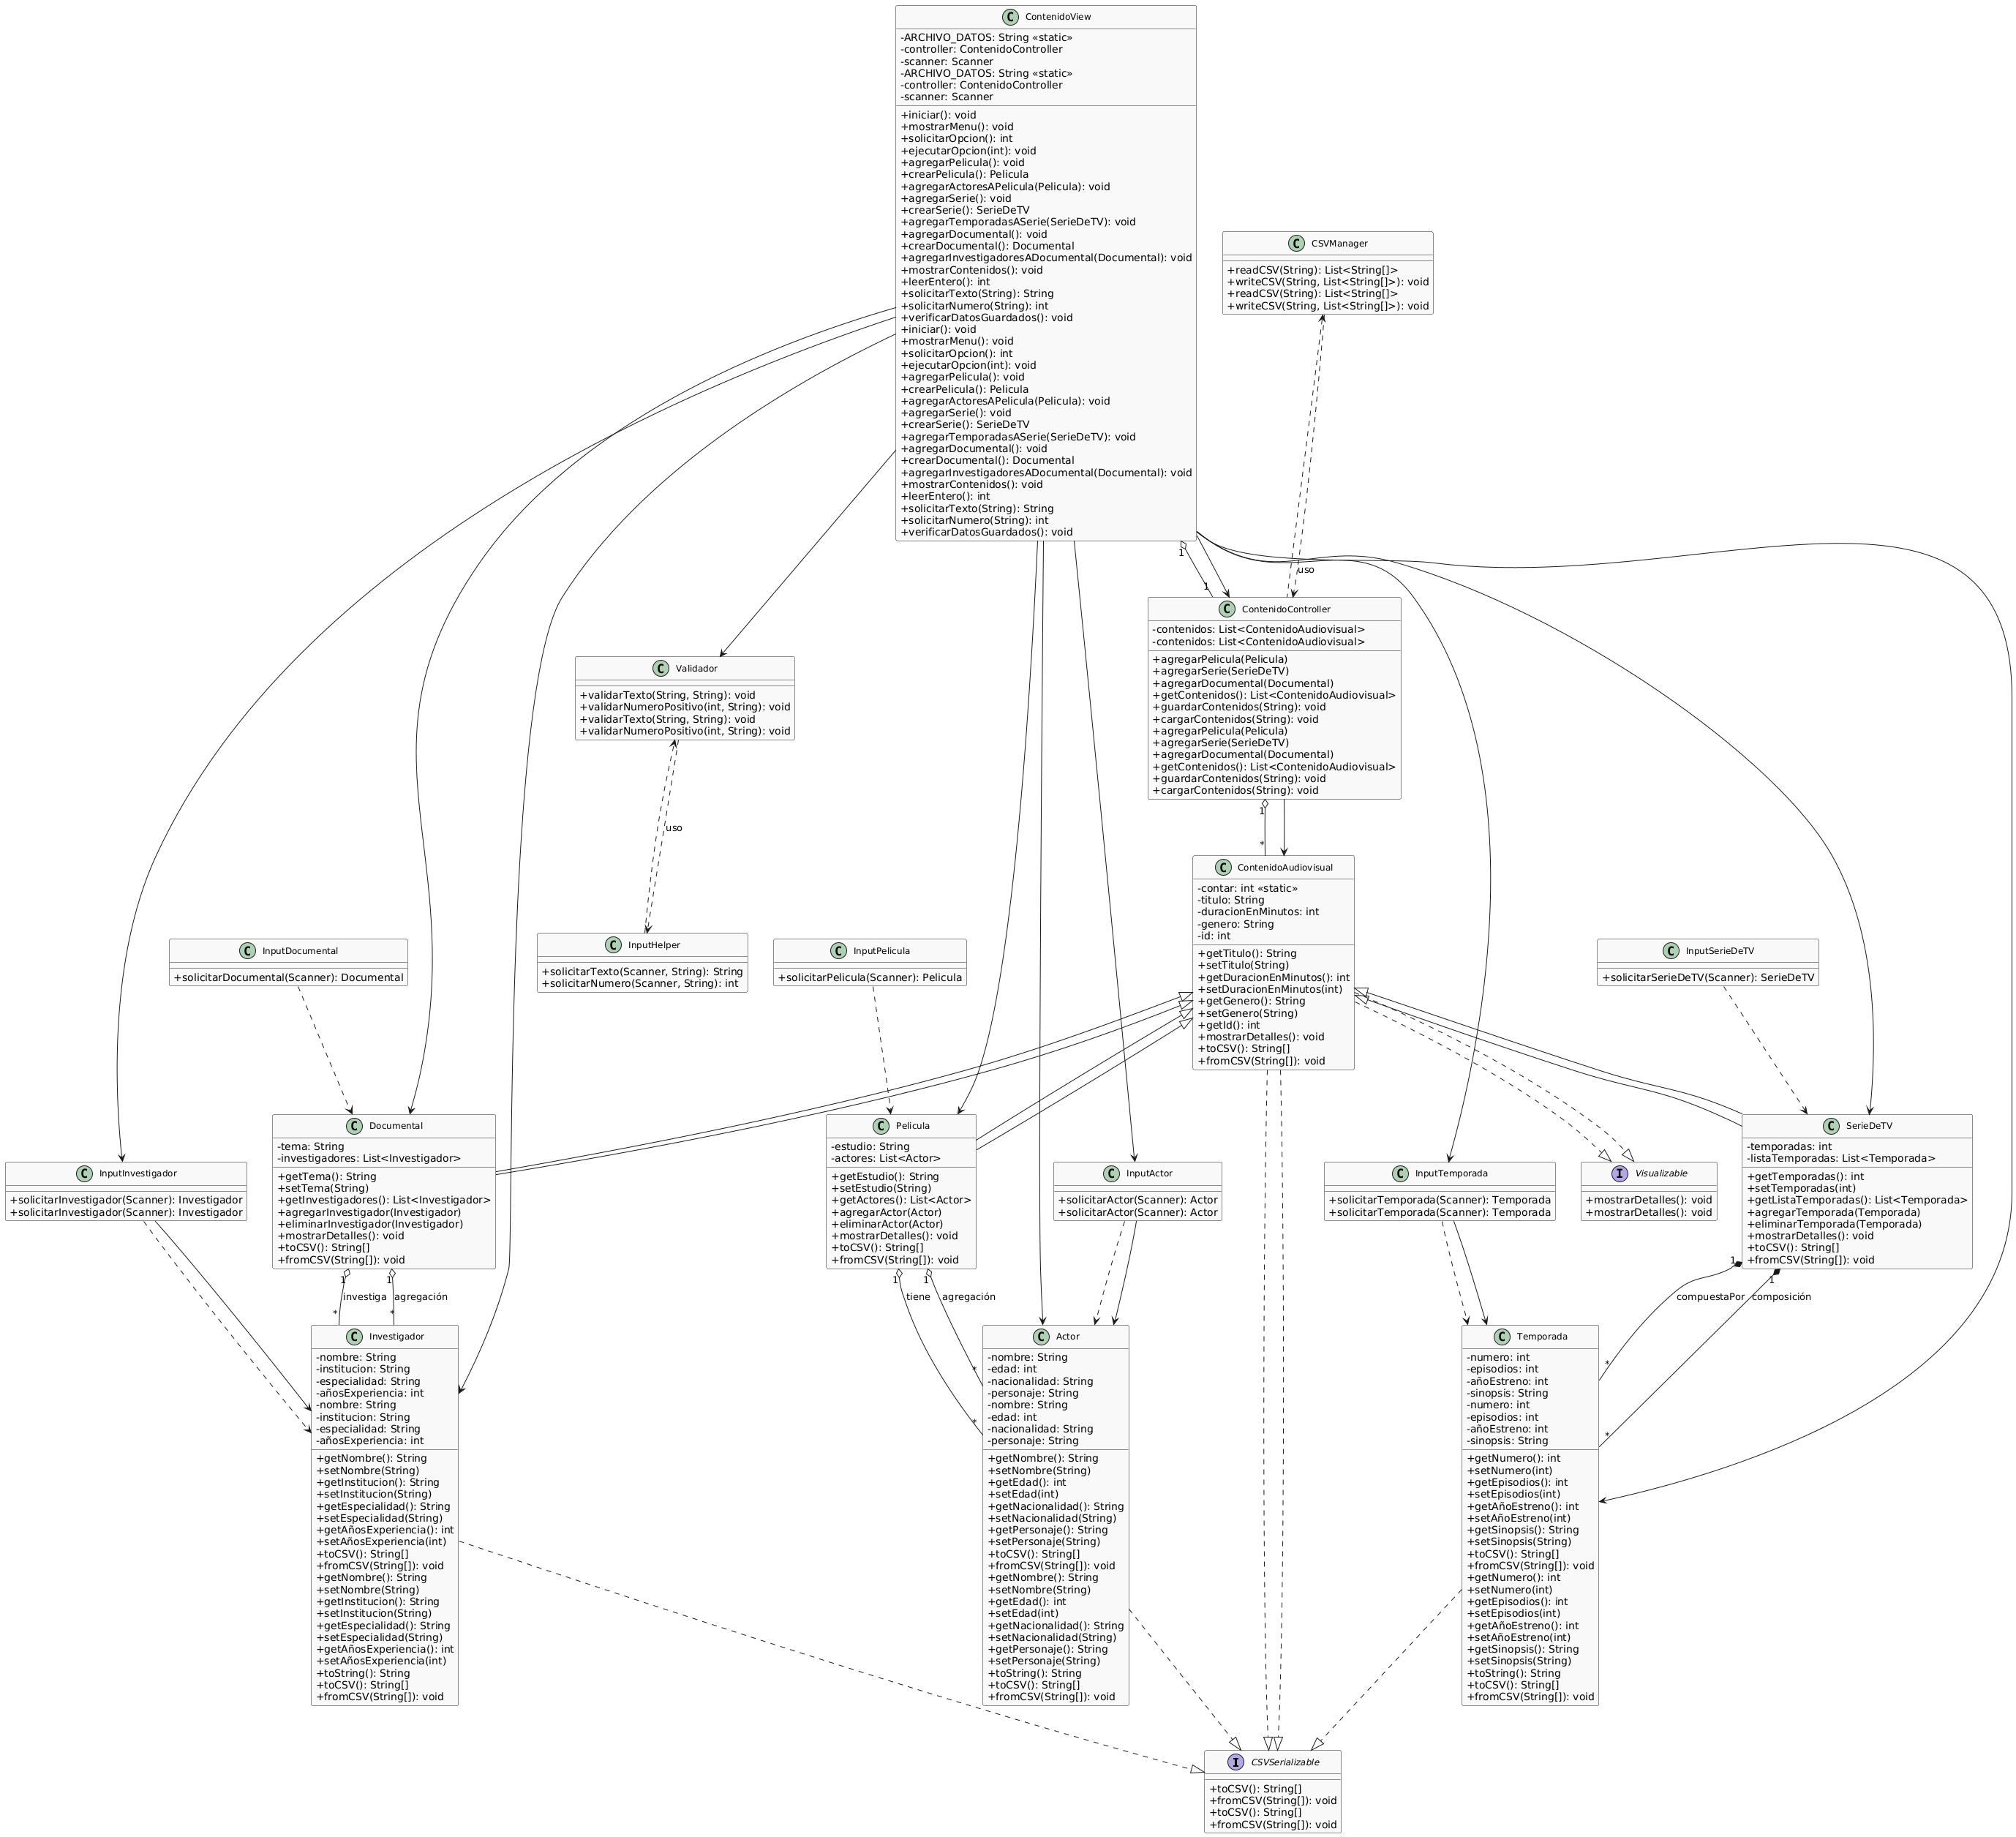 ContenidoView
-ARCHIVO_DATOS: String «static»
-controller: ContenidoController
-scanner: Scanner
-ARCHIVO_DATOS: String «static»
-controller: ContenidoController
-scanner: Scanner
+iniciar(): void
+mostrarMenu(): void
+solicitarOpcion(): int
+ejecutarOpcion(int): void
+agregarPelicula(): void
+crearPelicula(): Pelicula
+agregarActoresAPelicula(Pelicula): void
+agregarSerie(): void
+crearSerie(): SerieDeTV
+agregarTemporadasASerie(SerieDeTV): void
+agregarDocumental(): void
+crearDocumental(): Documental
+agregarInvestigadoresADocumental(Documental): void
+mostrarContenidos(): void
+leerEntero(): int
+solicitarTexto(String): String
+solicitarNumero(String): int
+verificarDatosGuardados(): void
+iniciar(): void
+mostrarMenu(): void
+solicitarOpcion(): int
+ejecutarOpcion(int): void
+agregarPelicula(): void
+crearPelicula(): Pelicula
+agregarActoresAPelicula(Pelicula): void
+agregarSerie(): void
+crearSerie(): SerieDeTV
+agregarTemporadasASerie(SerieDeTV): void
+agregarDocumental(): void
+crearDocumental(): Documental
+agregarInvestigadoresADocumental(Documental): void
+mostrarContenidos(): void
+leerEntero(): int
+solicitarTexto(String): String
+solicitarNumero(String): int
+verificarDatosGuardados(): void
CSVManager
+readCSV(String): List<String[]>
+writeCSV(String, List<String[]>): void
+readCSV(String): List<String[]>
+writeCSV(String, List<String[]>): void
1
1
uso
ContenidoController
-contenidos: List<ContenidoAudiovisual>
-contenidos: List<ContenidoAudiovisual>
+agregarPelicula(Pelicula)
+agregarSerie(SerieDeTV)
+agregarDocumental(Documental)
+getContenidos(): List<ContenidoAudiovisual>
+guardarContenidos(String): void
+cargarContenidos(String): void
+agregarPelicula(Pelicula)
+agregarSerie(SerieDeTV)
+agregarDocumental(Documental)
+getContenidos(): List<ContenidoAudiovisual>
+guardarContenidos(String): void
+cargarContenidos(String): void
1
*
Validador
+validarTexto(String, String): void
+validarNumeroPositivo(int, String): void
+validarTexto(String, String): void
+validarNumeroPositivo(int, String): void
uso
ContenidoAudiovisual
-contar: int «static»
-titulo: String
-duracionEnMinutos: int
-genero: String
-id: int
+getTitulo(): String
+setTitulo(String)
+getDuracionEnMinutos(): int
+setDuracionEnMinutos(int)
+getGenero(): String
+setGenero(String)
+getId(): int
+mostrarDetalles(): void
+toCSV(): String[]
+fromCSV(String[]): void
InputDocumental
+solicitarDocumental(Scanner): Documental
InputHelper
+solicitarTexto(Scanner, String): String
+solicitarNumero(Scanner, String): int
InputPelicula
+solicitarPelicula(Scanner): Pelicula
InputSerieDeTV
+solicitarSerieDeTV(Scanner): SerieDeTV
InputInvestigador
+solicitarInvestigador(Scanner): Investigador
+solicitarInvestigador(Scanner): Investigador
Documental
-tema: String
-investigadores: List<Investigador>
+getTema(): String
+setTema(String)
+getInvestigadores(): List<Investigador>
+agregarInvestigador(Investigador)
+eliminarInvestigador(Investigador)
+mostrarDetalles(): void
+toCSV(): String[]
+fromCSV(String[]): void
Pelicula
-estudio: String
-actores: List<Actor>
+getEstudio(): String
+setEstudio(String)
+getActores(): List<Actor>
+agregarActor(Actor)
+eliminarActor(Actor)
+mostrarDetalles(): void
+toCSV(): String[]
+fromCSV(String[]): void
InputActor
+solicitarActor(Scanner): Actor
+solicitarActor(Scanner): Actor
InputTemporada
+solicitarTemporada(Scanner): Temporada
+solicitarTemporada(Scanner): Temporada
Visualizable
+mostrarDetalles(): void
+mostrarDetalles(): void
SerieDeTV
-temporadas: int
-listaTemporadas: List<Temporada>
+getTemporadas(): int
+setTemporadas(int)
+getListaTemporadas(): List<Temporada>
+agregarTemporada(Temporada)
+eliminarTemporada(Temporada)
+mostrarDetalles(): void
+toCSV(): String[]
+fromCSV(String[]): void
1 1
investiga agregación
* *
1 1
tiene agregación
*
*
1
1
compuestaPor composición
*
*
Investigador
-nombre: String
-institucion: String
-especialidad: String
-añosExperiencia: int
-nombre: String
-institucion: String
-especialidad: String
-añosExperiencia: int
+getNombre(): String
+setNombre(String)
+getInstitucion(): String
+setInstitucion(String)
+getEspecialidad(): String
+setEspecialidad(String)
+getAñosExperiencia(): int
+setAñosExperiencia(int)
+toCSV(): String[]
+fromCSV(String[]): void
+getNombre(): String
+setNombre(String)
+getInstitucion(): String
+setInstitucion(String)
+getEspecialidad(): String
+setEspecialidad(String)
+getAñosExperiencia(): int
+setAñosExperiencia(int)
+toString(): String
+toCSV(): String[]
+fromCSV(String[]): void
Actor
-nombre: String
-edad: int
-nacionalidad: String
-personaje: String
-nombre: String
-edad: int
-nacionalidad: String
-personaje: String
+getNombre(): String
+setNombre(String)
+getEdad(): int
+setEdad(int)
+getNacionalidad(): String
+setNacionalidad(String)
+getPersonaje(): String
+setPersonaje(String)
+toCSV(): String[]
+fromCSV(String[]): void
+getNombre(): String
+setNombre(String)
+getEdad(): int
+setEdad(int)
+getNacionalidad(): String
+setNacionalidad(String)
+getPersonaje(): String
+setPersonaje(String)
+toString(): String
+toCSV(): String[]
+fromCSV(String[]): void
Temporada
-numero: int
-episodios: int
-añoEstreno: int
-sinopsis: String
-numero: int
-episodios: int
-añoEstreno: int
-sinopsis: String
+getNumero(): int
+setNumero(int)
+getEpisodios(): int
+setEpisodios(int)
+getAñoEstreno(): int
+setAñoEstreno(int)
+getSinopsis(): String
+setSinopsis(String)
+toCSV(): String[]
+fromCSV(String[]): void
+getNumero(): int
+setNumero(int)
+getEpisodios(): int
+setEpisodios(int)
+getAñoEstreno(): int
+setAñoEstreno(int)
+getSinopsis(): String
+setSinopsis(String)
+toString(): String
+toCSV(): String[]
+fromCSV(String[]): void
CSVSerializable
+toCSV(): String[]
+fromCSV(String[]): void
+toCSV(): String[]
+fromCSV(String[]): void